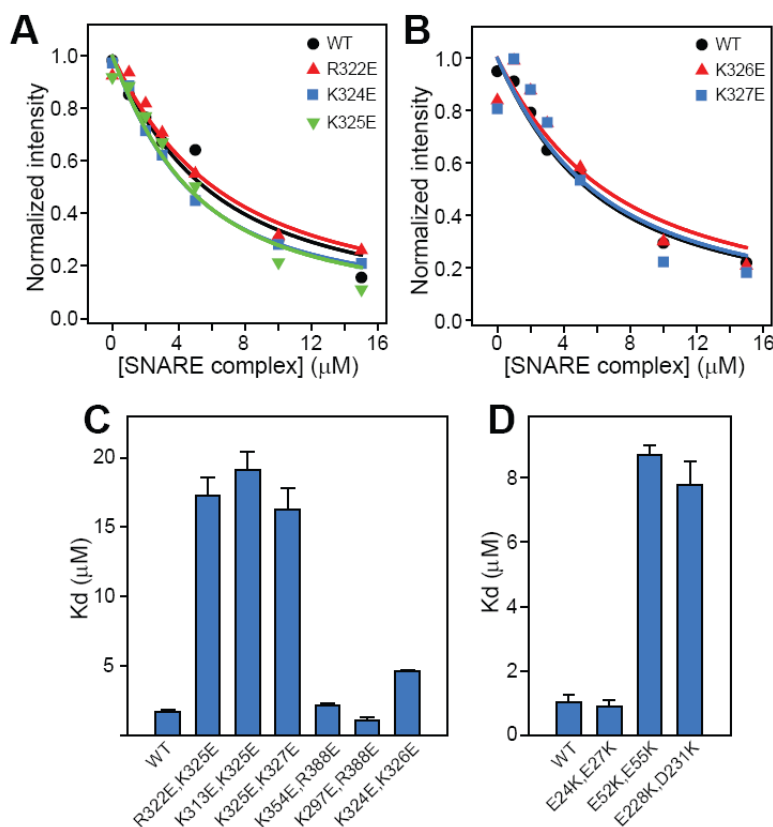 A
WT
R322E
K324E
K325E
Normalized intensity
1.0
0.8
0.6
0.4
0.2
0.0
0 4 8 12 16
[SNARE complex] (μM)
B
WT
K326E
K327E
Normalized intensity
1.0
0.8
0.6
0.4
0.2
0.0
0 4 8 12 16
[SNARE complex] (μM)
C
Kd (μM)
20
15
10
5
WT
R322E,K325E
K313E,K325E
K325E,K327E
K354E,R388E
K297E,R388E
K324E,K326E
D
Kd (μM)
8
6
4
2
0
WT
E24K,E27K
E52K,E55K
E228K,D231K